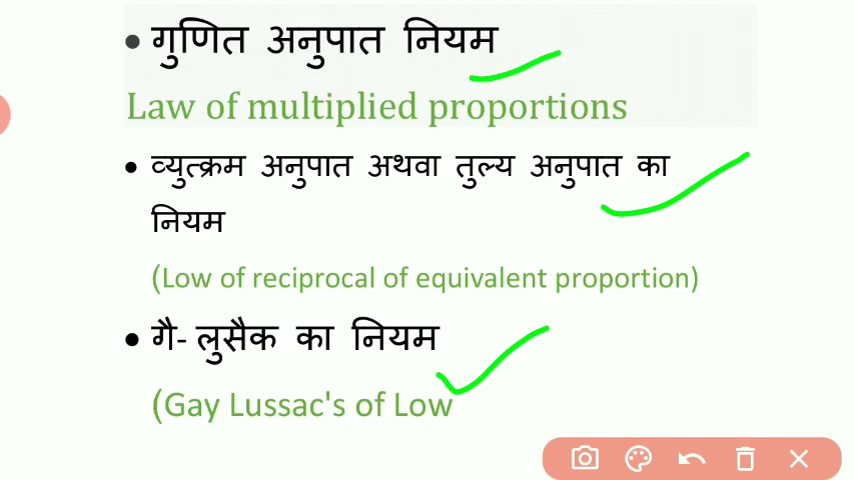 • गुणित अनुपात नियम
Law of multiplied proportions
• व्युत्क्रम अनुपात अथवा तुल्य अनुपात का
नियम
(Low of reciprocal of equivalent proportion)
• गै- लुसैक का नियम
(Gay Lussac's of Low